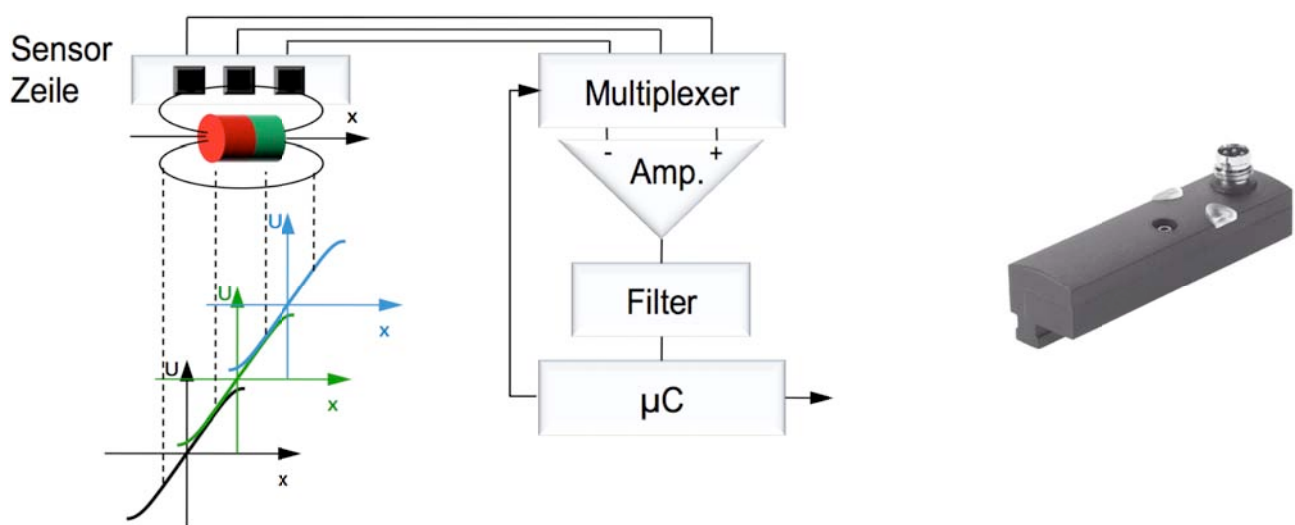 Sensor
Zeile
x
Multiplexer
- +
Amp.
Filter
µC
U
x
U
x
U
x